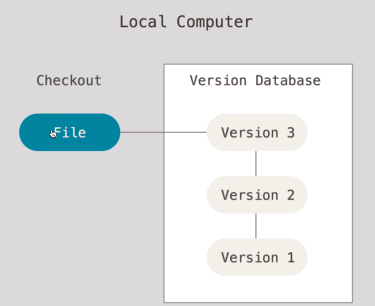 Local Computer
Checkout
Version Database
File
Version 3
Version 2
Version 1